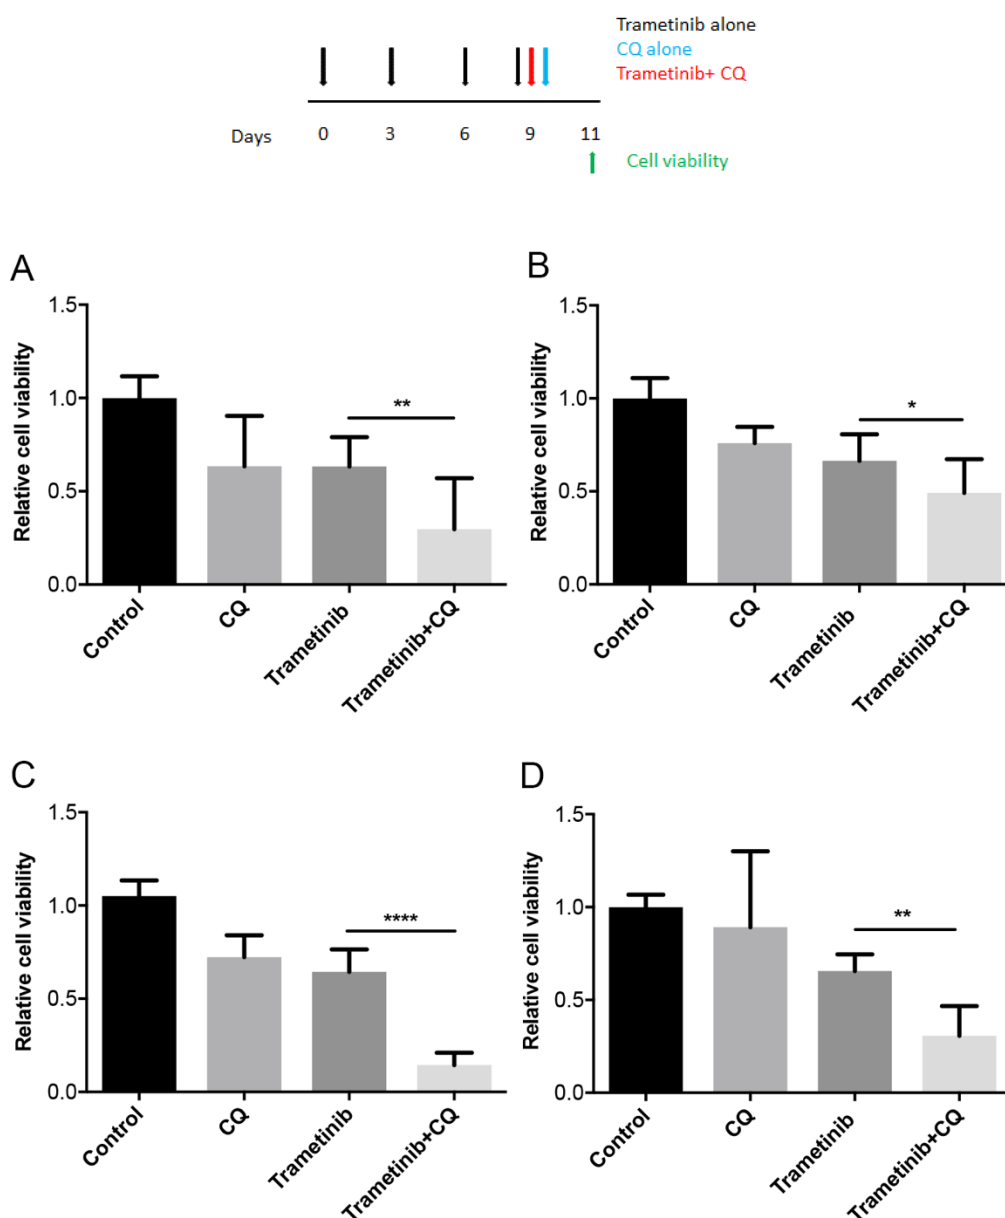 Trametinib alone
CQ alone
Trametinib+ CQ
Days 0 3 6 9 11
Cell viability
A
Relative cell viability
1.5
1.0
0.5
0.0
**
Control
CQ
Trametinib
Trametinib+CQ
B
Relative cell viability
1.5
1.0
0.5
0.0
*
Control
CQ
Trametinib
Trametinib+CQ
C
Relative cell viability
1.5
1.0
0.5
0.0
****
Control
CQ
Trametinib
Trametinib+CQ
D
Relative cell viability
1.5
1.0
0.5
0.0
**
Control
CQ
Trametinib
Trametinib+CQ